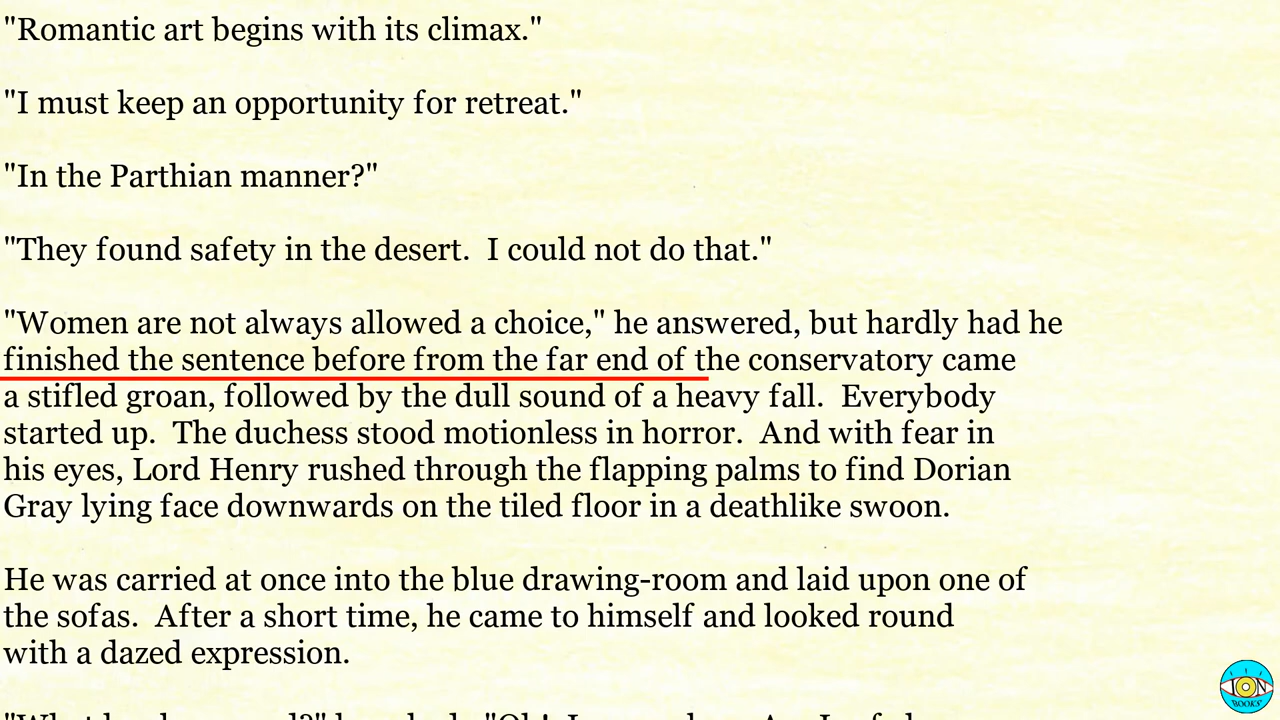 "Romantic art begins with its climax."
"I must keep an opportunity for retreat."
"In the Parthian manner?"
"They found safety in the desert.  I could not do that."
"Women are not always allowed a choice," he answered, but hardly had he
finished the sentence before from the far end of the conservatory came
a stifled groan, followed by the dull sound of a heavy fall.  Everybody
started up.  The duchess stood motionless in horror.  And with fear in
his eyes, Lord Henry rushed through the flapping palms to find Dorian
Gray lying face downwards on the tiled floor in a deathlike swoon.
He was carried at once into the blue drawing-room and laid upon one of
the sofas.  After a short time, he came to himself and looked round
with a dazed expression.
ION
BOOKS